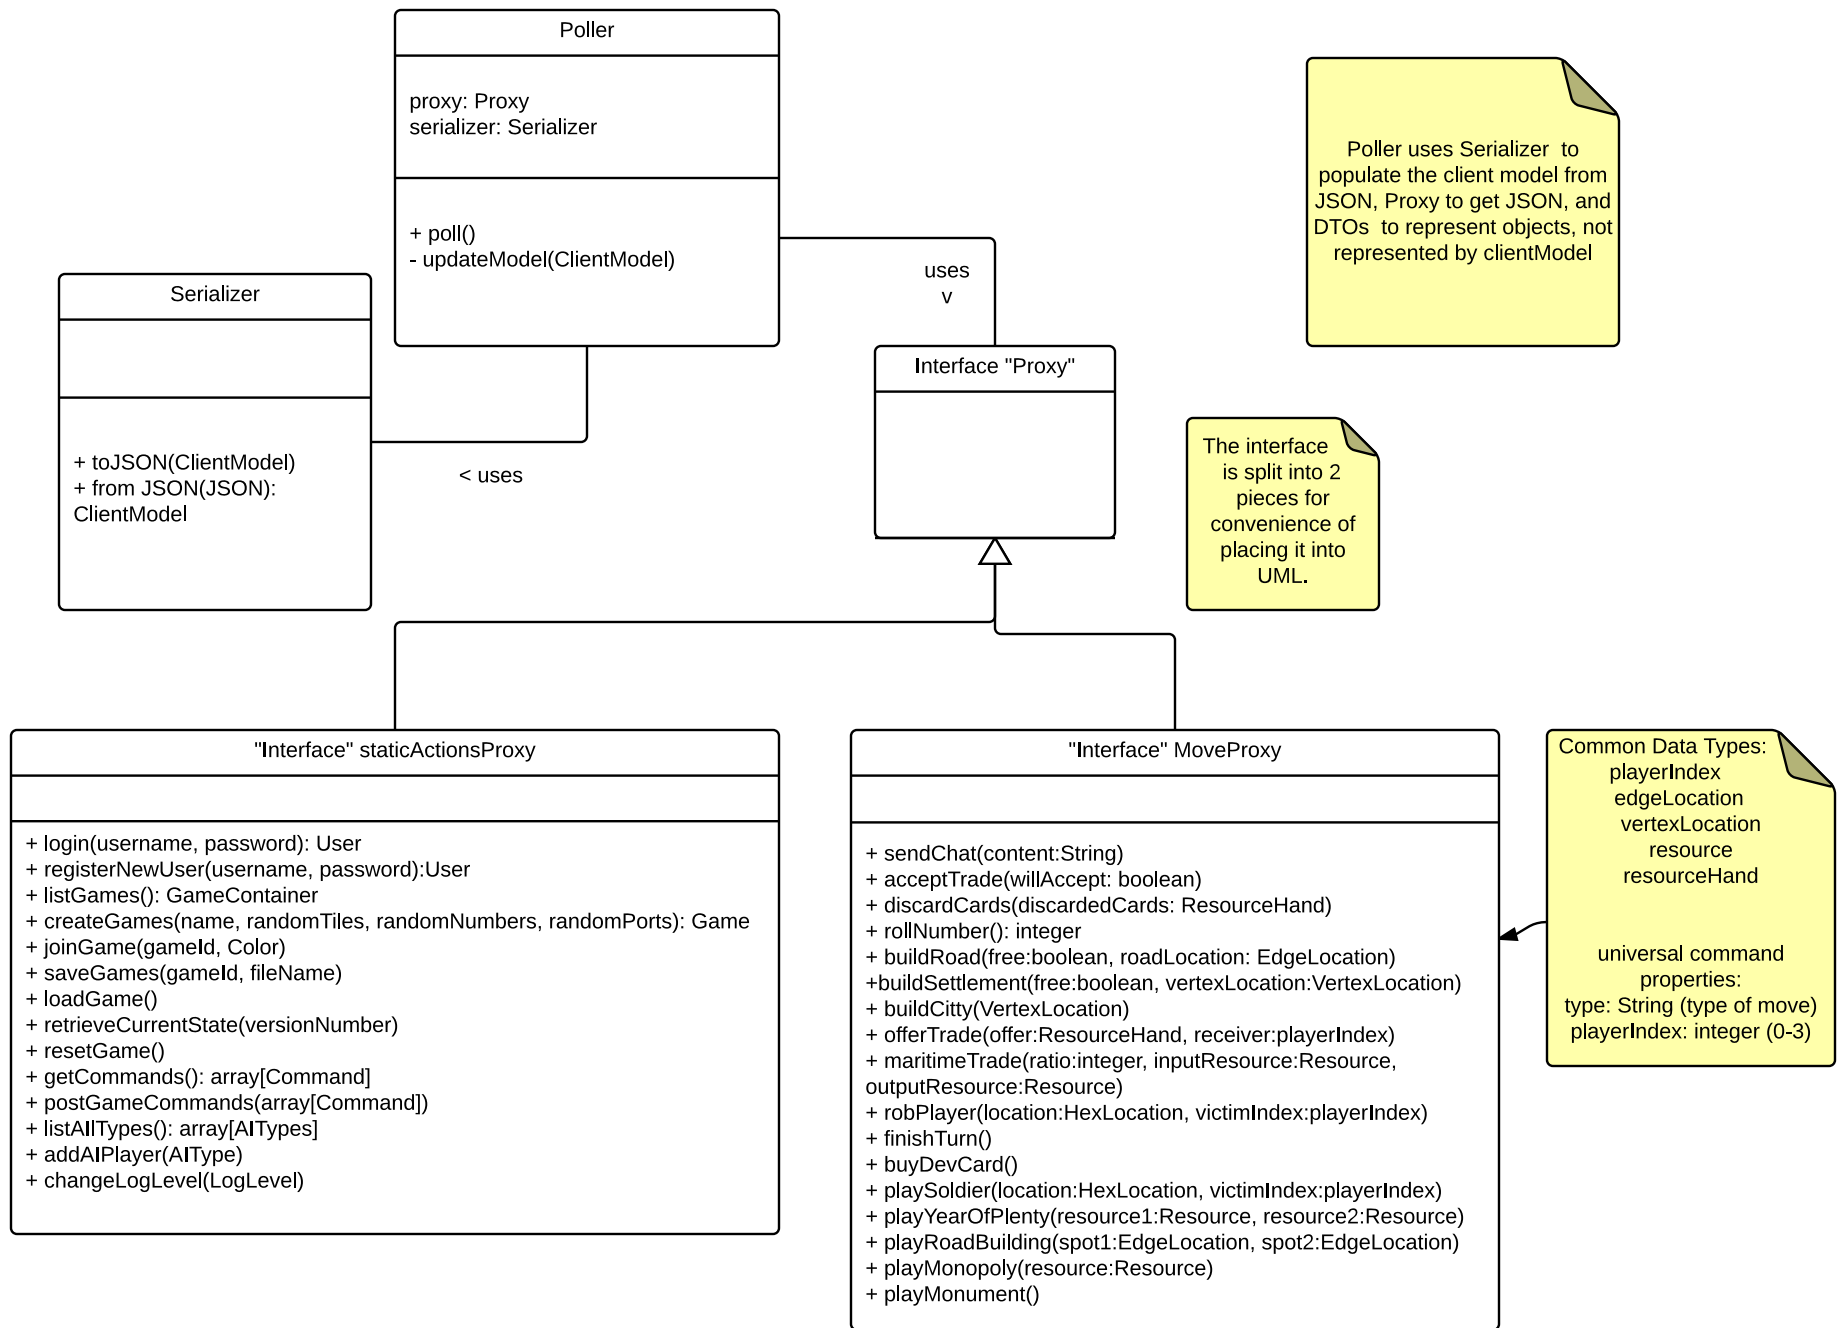 Poller
proxy: Proxy
serializer: Serializer
+ poll()
- updateModel(ClientModel)
Poller uses Serializer  to
populate the client model from
JSON, Proxy to get JSON, and
DTOs  to represent objects, not
represented by clientModel
uses
v
Serializer
+ toJSON(ClientModel)
+ from JSON(JSON):
ClientModel
< uses
Interface "Proxy"
The interface
is split into 2
pieces for
convenience of
placing it into
UML.
"Interface" staticActionsProxy
+ login(username, password): User
+ registerNewUser(username, password):User
+ listGames(): GameContainer
+ createGames(name, randomTiles, randomNumbers, randomPorts): Game
+ joinGame(gameId, Color)
+ saveGames(gameId, fileName)
+ loadGame()
+ retrieveCurrentState(versionNumber)
+ resetGame()
+ getCommands(): array[Command]
+ postGameCommands(array[Command])
+ listAIlTypes(): array[AITypes]
+ addAIPlayer(AIType)
+ changeLogLevel(LogLevel)
"Interface" MoveProxy
+ sendChat(content:String)
+ acceptTrade(willAccept: boolean)
+ discardCards(discardedCards: ResourceHand)
+ rollNumber(): integer
+ buildRoad(free:boolean, roadLocation: EdgeLocation)
+buildSettlement(free:boolean, vertexLocation:VertexLocation)
+ buildCitty(VertexLocation)
+ offerTrade(offer:ResourceHand, receiver:playerIndex)
+ maritimeTrade(ratio:integer, inputResource:Resource,
outputResource:Resource)
+ robPlayer(location:HexLocation, victimIndex:playerIndex)
+ finishTurn()
+ buyDevCard()
+ playSoldier(location:HexLocation, victimIndex:playerIndex)
+ playYearOfPlenty(resource1:Resource, resource2:Resource)
+ playRoadBuilding(spot1:EdgeLocation, spot2:EdgeLocation)
+ playMonopoly(resource:Resource)
+ playMonument()
Common Data Types:
playerIndex
edgeLocation
vertexLocation
resource
resourceHand
universal command
properties:
type: String (type of move)
playerIndex: integer (0-3)